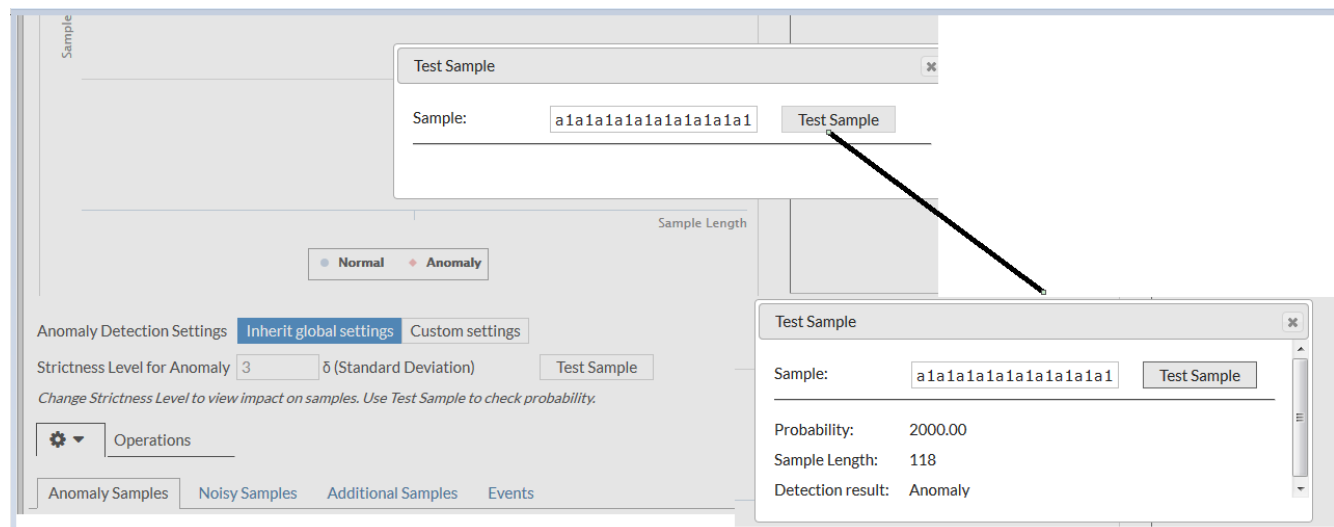 Sample
Test Sample
Sample:
a1a1a1a1a1a1a1a1a1a1
Test Sample
Sample Length
Normal Anomaly
Anomaly Detection Settings Inherit global settings Custom settings
Strictness Level for Anomaly 3 δ (Standard Deviation) Test Sample
Change Strictness Level to view impact on samples. Use Test Sample to check probability.
Operations
Anomaly Samples Noisy Samples Additional Samples Events
Test Sample
Sample: a1a1a1a1a1a1a1a1a1a1 Test Sample
Probability: 2000.00
Sample Length: 118
Detection result: Anomaly